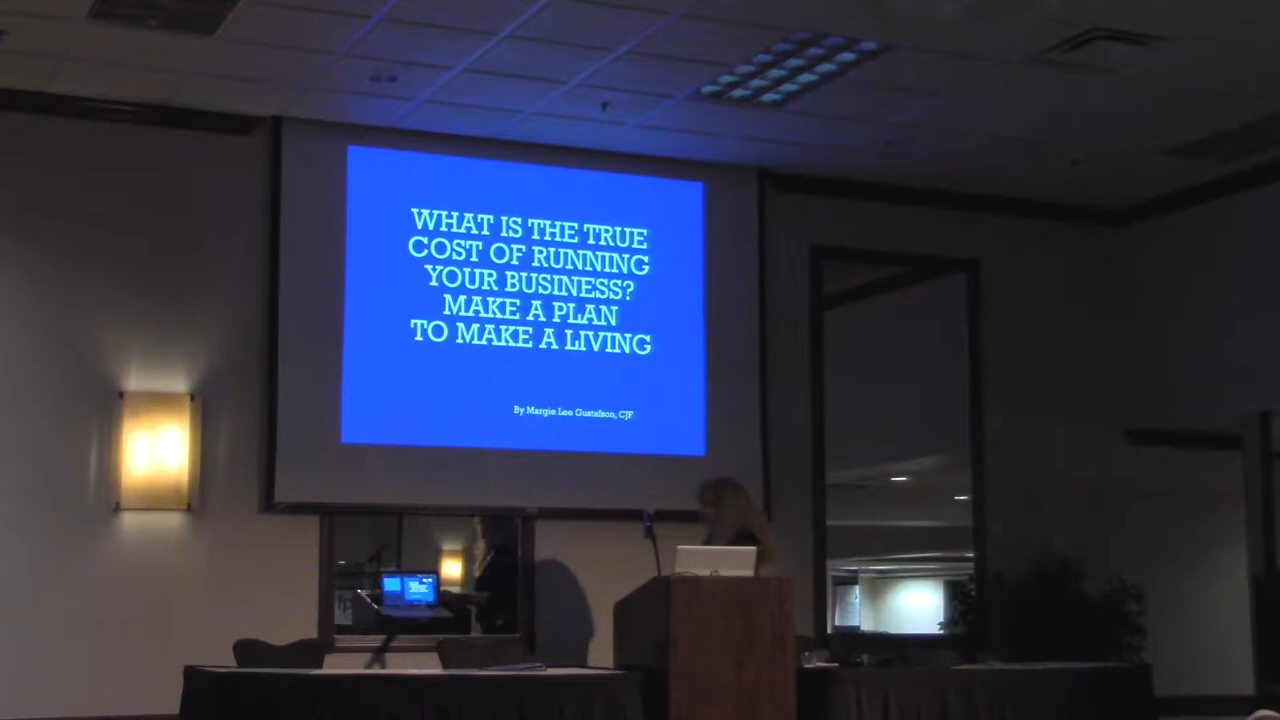 WHAT IS THE TRUE
COST OF RUNNING
YOUR BUSINESS?
MAKE A PLAN
TO MAKE A LIVING
By Margie Lee Gustafson, CJF